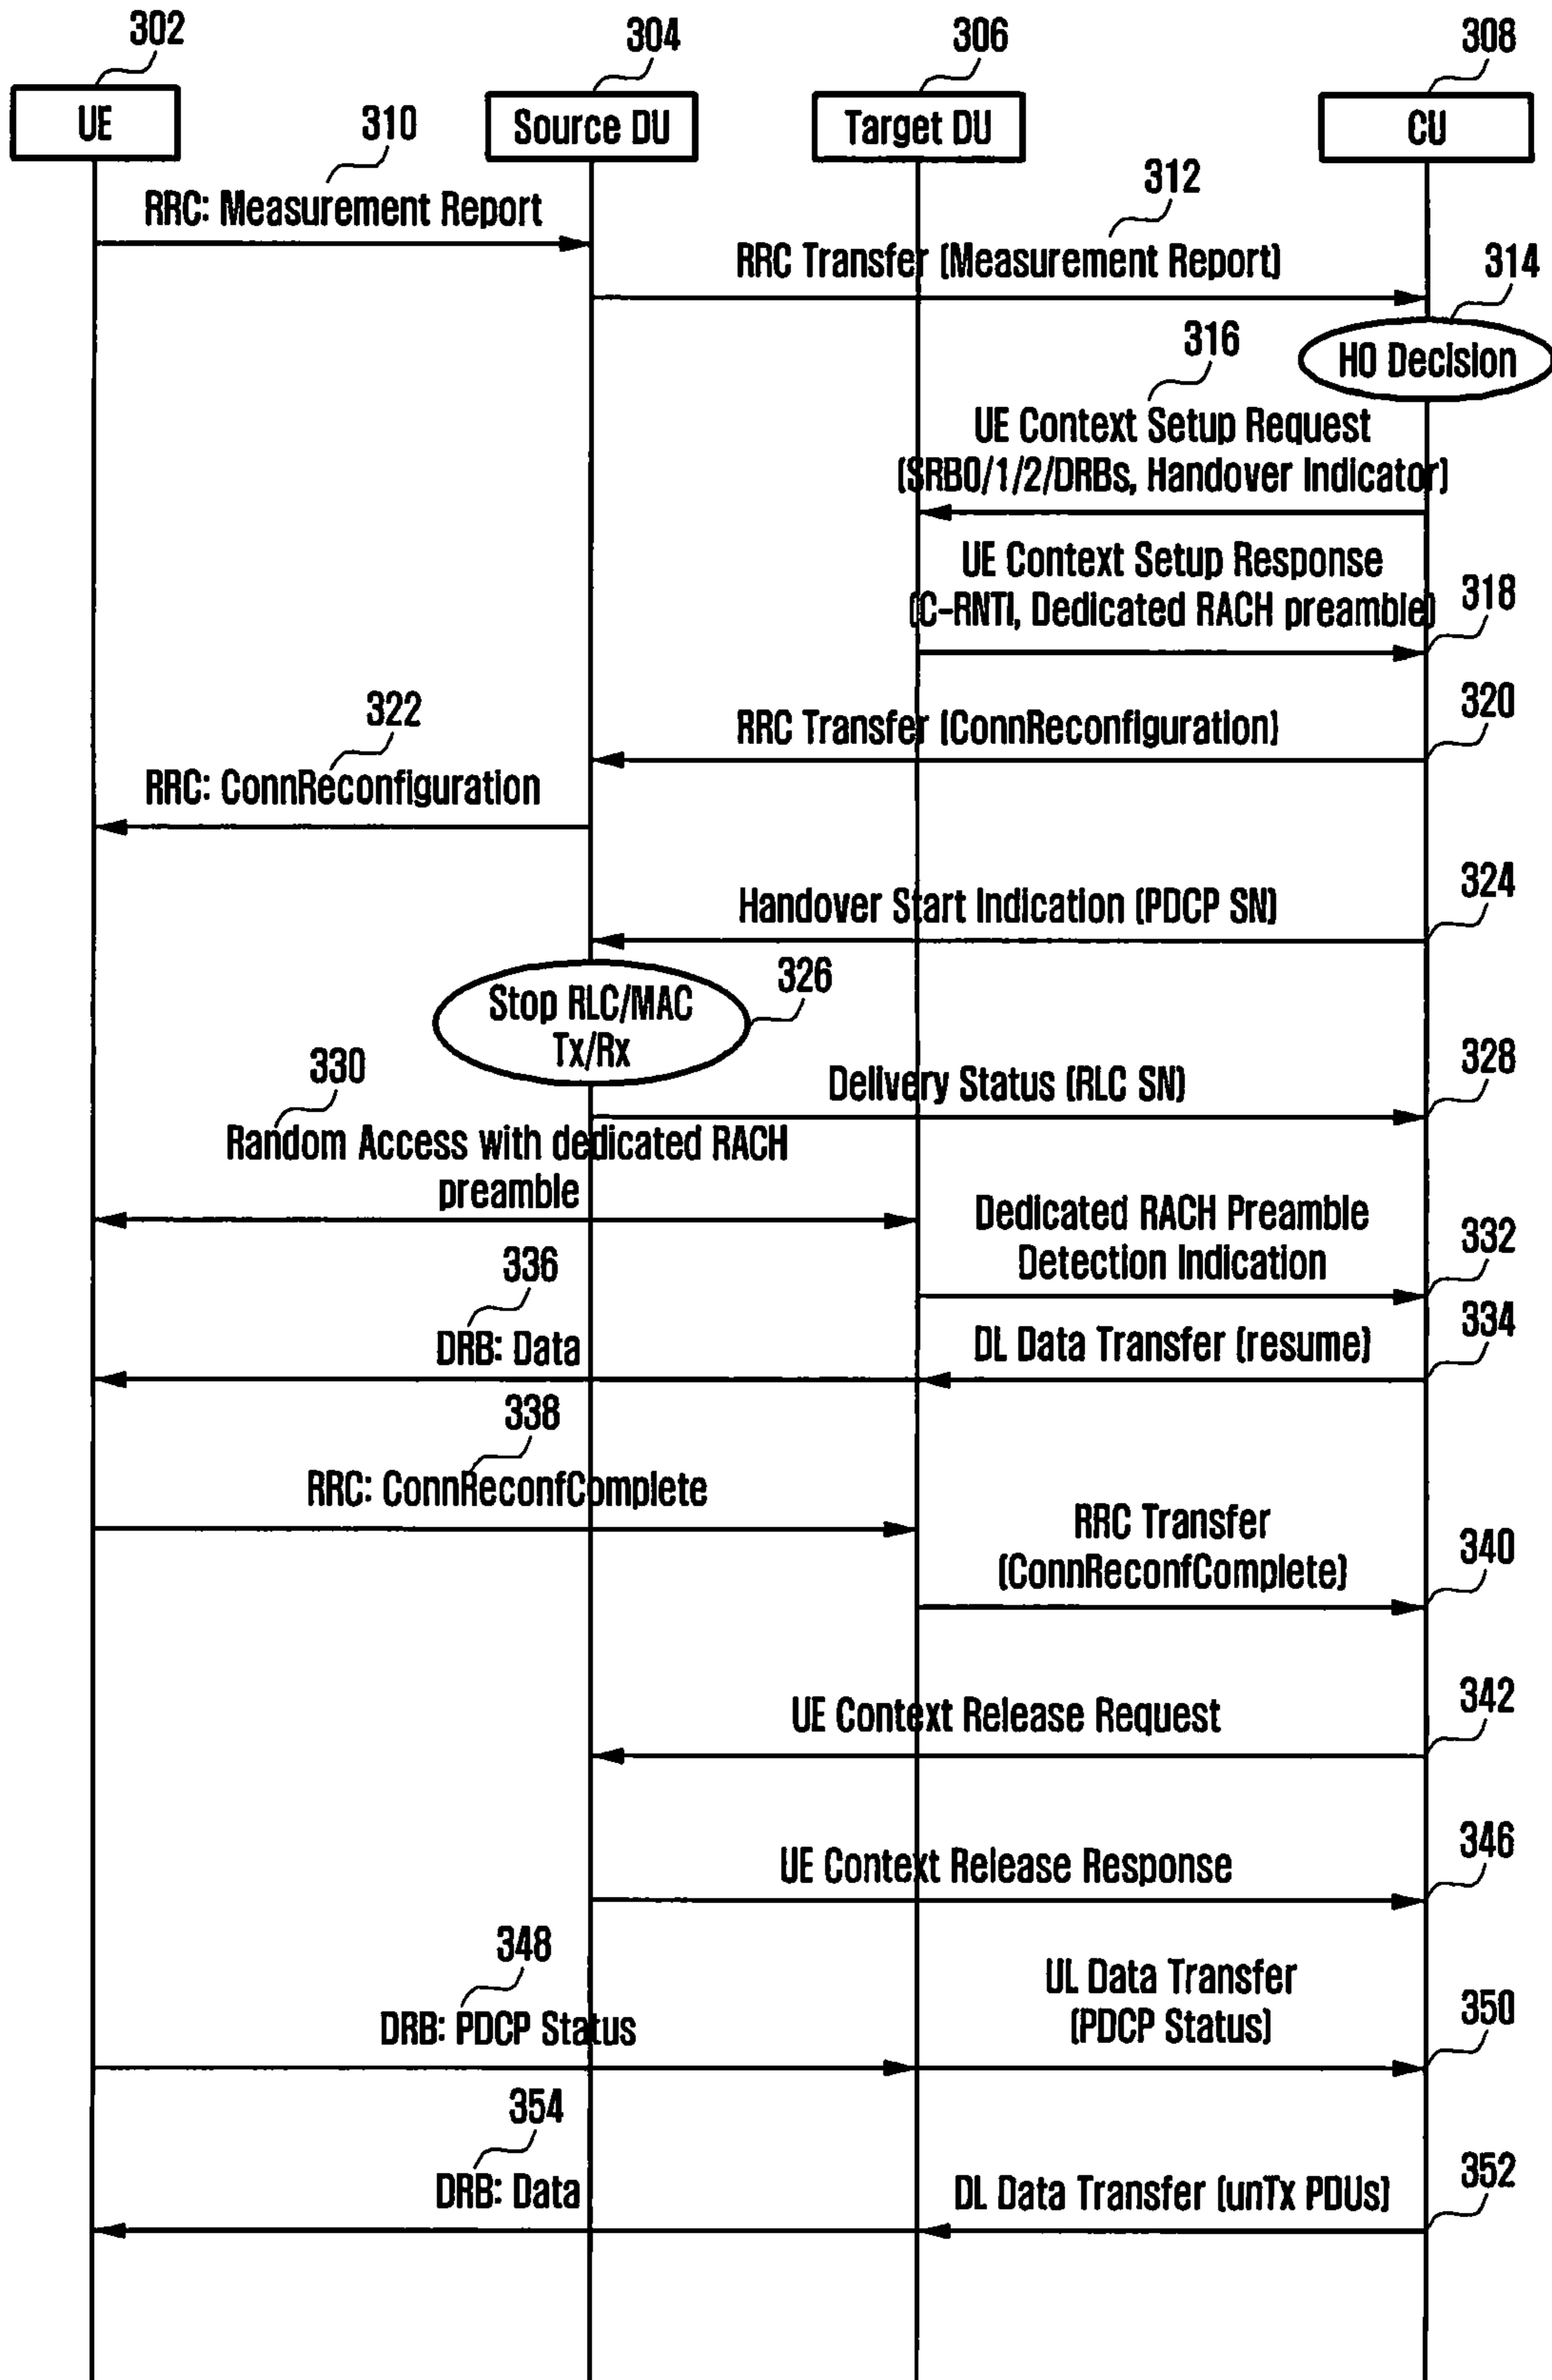 302
304
306
308
UE
Source DU
Target DU
CU
310
RRC: Measurement Report
312
RRC Transfer (Measurement Report)
314
HO Decision
316
UE Context Setup Request
(SRB0/1/2/DRBs, Handover Indicator)
UE Context Setup Response
(C-RNTI, Dedicated RACH preamble)
318
320
RRC Transfer (ConnReconfiguration)
322
RRC: ConnReconfiguration
324
Handover Start Indication (PDCP SN)
326
Stop RLC/MAC
Tx/Rx
328
Delivery Status (RLC SN)
330
Random Access with dedicated RACH
preamble
Dedicated RACH Preamble
Detection Indication
332
334
336
DRB: Data
DL Data Transfer (resume)
338
RRC: ConnReconfComplete
RRC Transfer
(ConnReconfComplete)
340
342
UE Context Release Request
346
UE Context Release Response
348
DRB: PDCP Status
UL Data Transfer
(PDCP Status)
350
354
DRB: Data
DL Data Transfer (unTx PDUs)
352